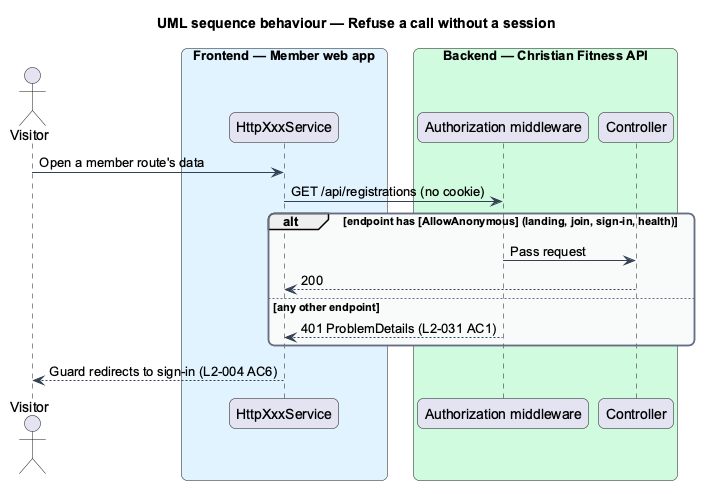 UML sequence behaviour — Refuse a call without a session
Frontend — Member web app
Backend — Christian Fitness API
Visitor
HttpXxxService
Authorization middleware
Controller
Open a member route's data
GET /api/registrations (no cookie)
alt
[endpoint has [AllowAnonymous] (landing, join, sign-in, health)]
Pass request
200
[any other endpoint]
401 ProblemDetails (L2-031 AC1)
Guard redirects to sign-in (L2-004 AC6)
Visitor
HttpXxxService
Authorization middleware
Controller